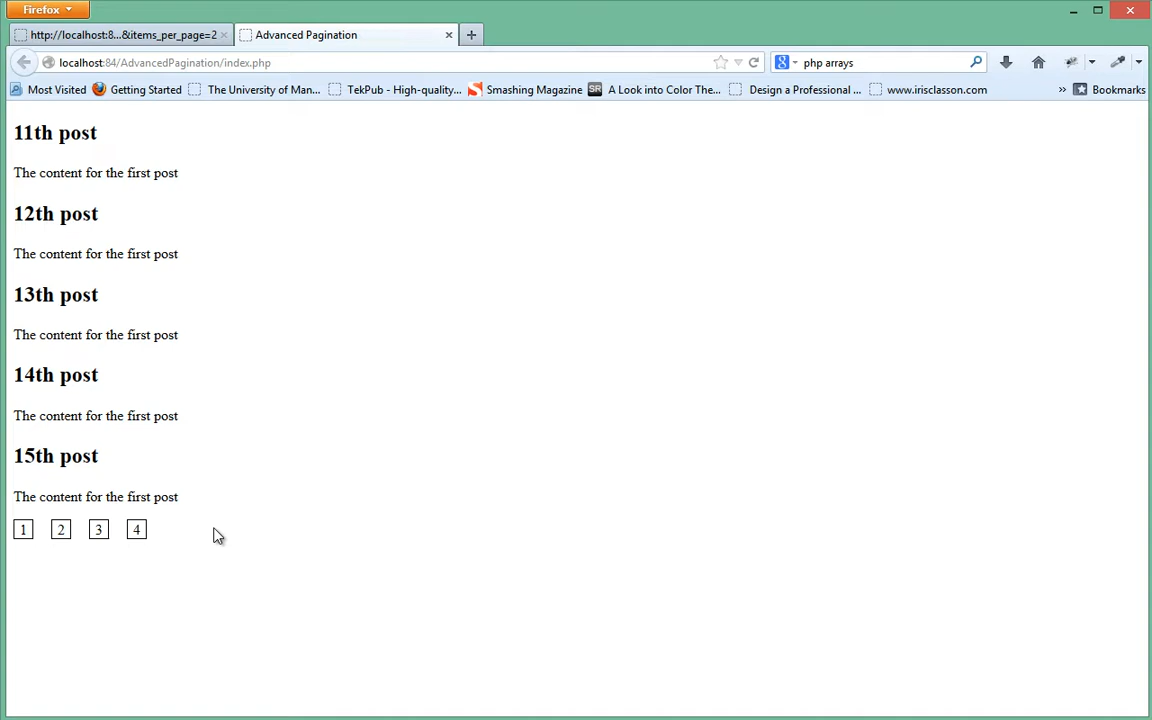 Firefox
http://localhost:8...&items_per_page=2
Advanced Pagination
localhost:84/AdvancedPagination/index.php
php arrays
Most Visited
Getting Started
The University of Man...
TekPub - High-quality...
Smashing Magazine
SR
A Look into Color The...
Design a Professional ...
www.irisclasson.com
»
Bookmarks
11th post
The content for the first post
12th post
The content for the first post
13th post
The content for the first post
14th post
The content for the first post
15th post
The content for the first post
1 2 3 4